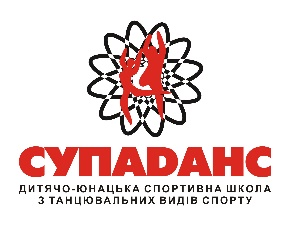 СУПАДАНС
ДИТЯЧО-ЮНАЦЬКА СПОРТИВНА ШКОЛА
З ТАНЦЮВАЛЬНИХ ВИДІВ СПОРТУ